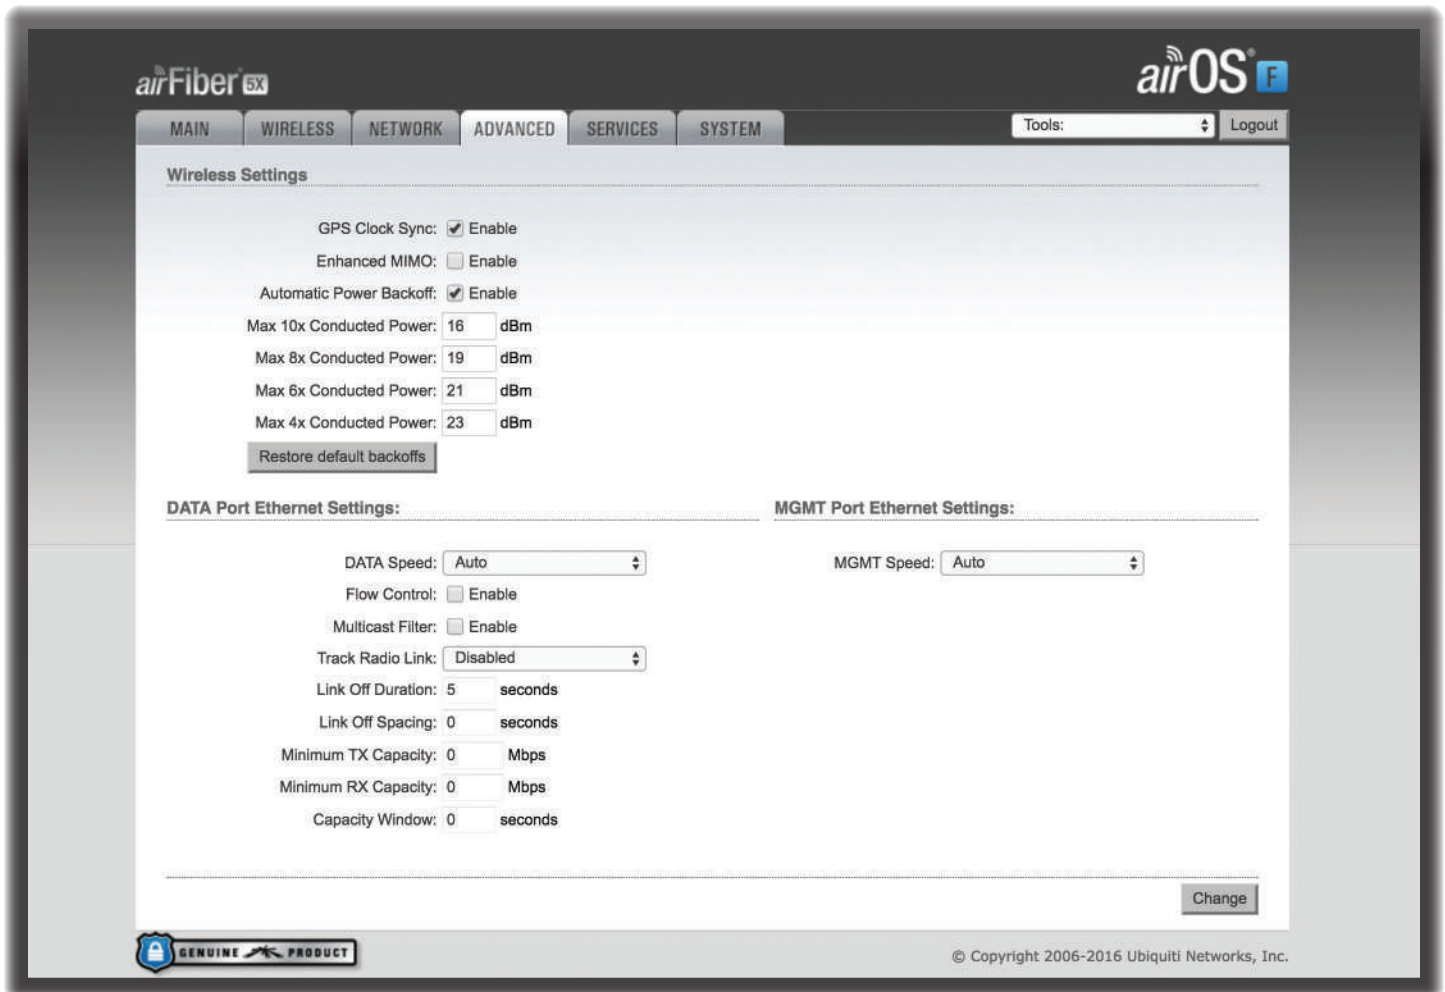 airFiber 5X
airOS® F
MAIN WIRELESS NETWORK ADVANCED SERVICES SYSTEM Tools: Logout
Wireless Settings
GPS Clock Sync: Enable
Enhanced MIMO: Enable
Automatic Power Backoff: Enable
Max 10x Conducted Power: 16 dBm
Max 8x Conducted Power: 19 dBm
Max 6x Conducted Power: 21 dBm
Max 4x Conducted Power: 23 dBm
Restore default backoffs
DATA Port Ethernet Settings:
DATA Speed: Auto
Flow Control: Enable
Multicast Filter: Enable
Track Radio Link: Disabled
Link Off Duration: 5 seconds
Link Off Spacing: 0 seconds
Minimum TX Capacity: 0 Mbps
Minimum RX Capacity: 0 Mbps
Capacity Window: 0 seconds
MGMT Port Ethernet Settings:
MGMT Speed: Auto
Change
GENUINE PRODUCT
© Copyright 2006-2016 Ubiquiti Networks, Inc.